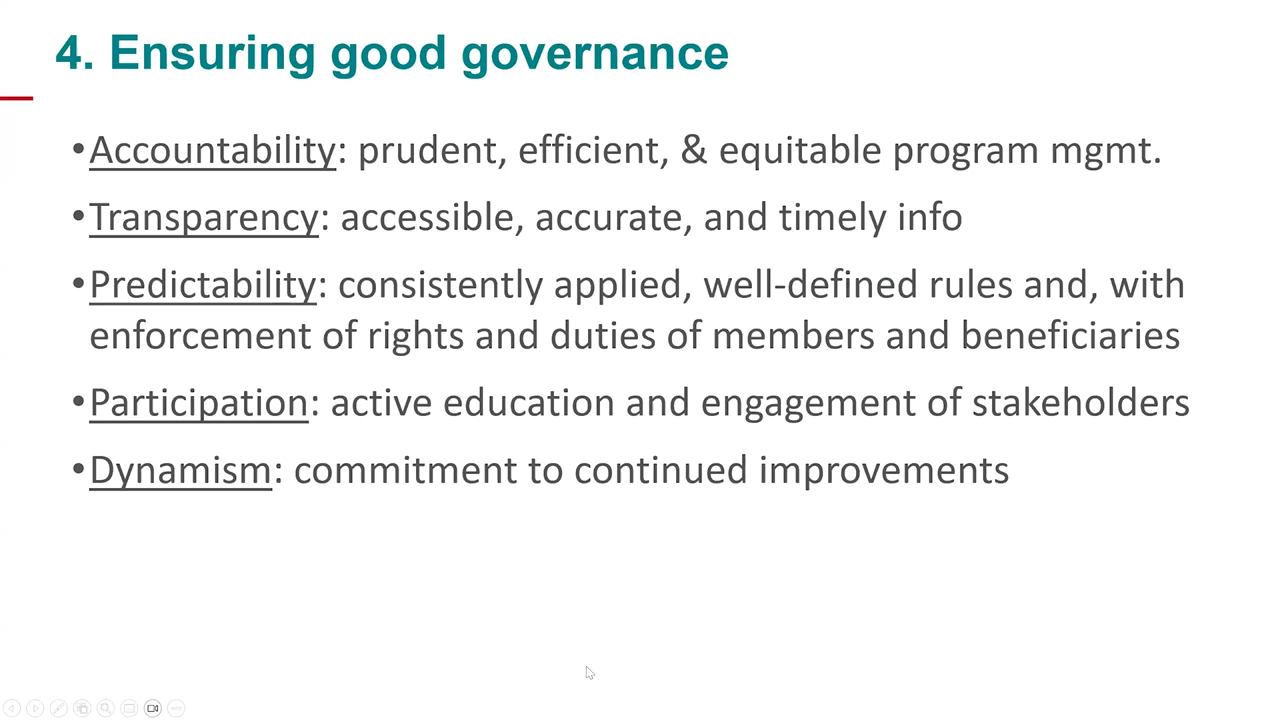 4. Ensuring good governance
•Accountability: prudent, efficient, & equitable program mgmt.
•Transparency: accessible, accurate, and timely info
•Predictability: consistently applied, well-defined rules and, with
enforcement of rights and duties of members and beneficiaries
•Participation: active education and engagement of stakeholders
•Dynamism: commitment to continued improvements